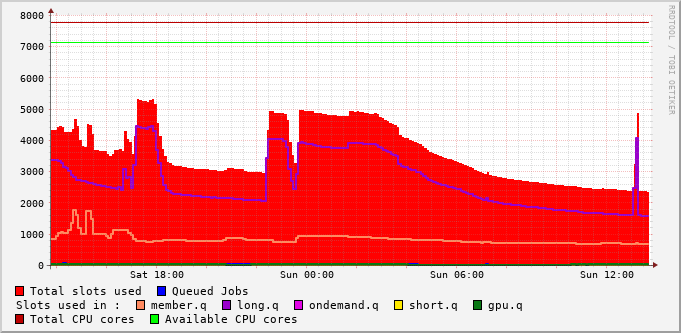 8000
7000
6000
5000
4000
3000
2000
1000
0
Sat 18:00 Sun 00:00 Sun 06:00 Sun 12:00
RRDTOOL / TOBI OETIKER
Total slots used Queued Jobs
Slots used in : member.q long.q ondemand.q short.q gpu.q
Total CPU cores Available CPU cores